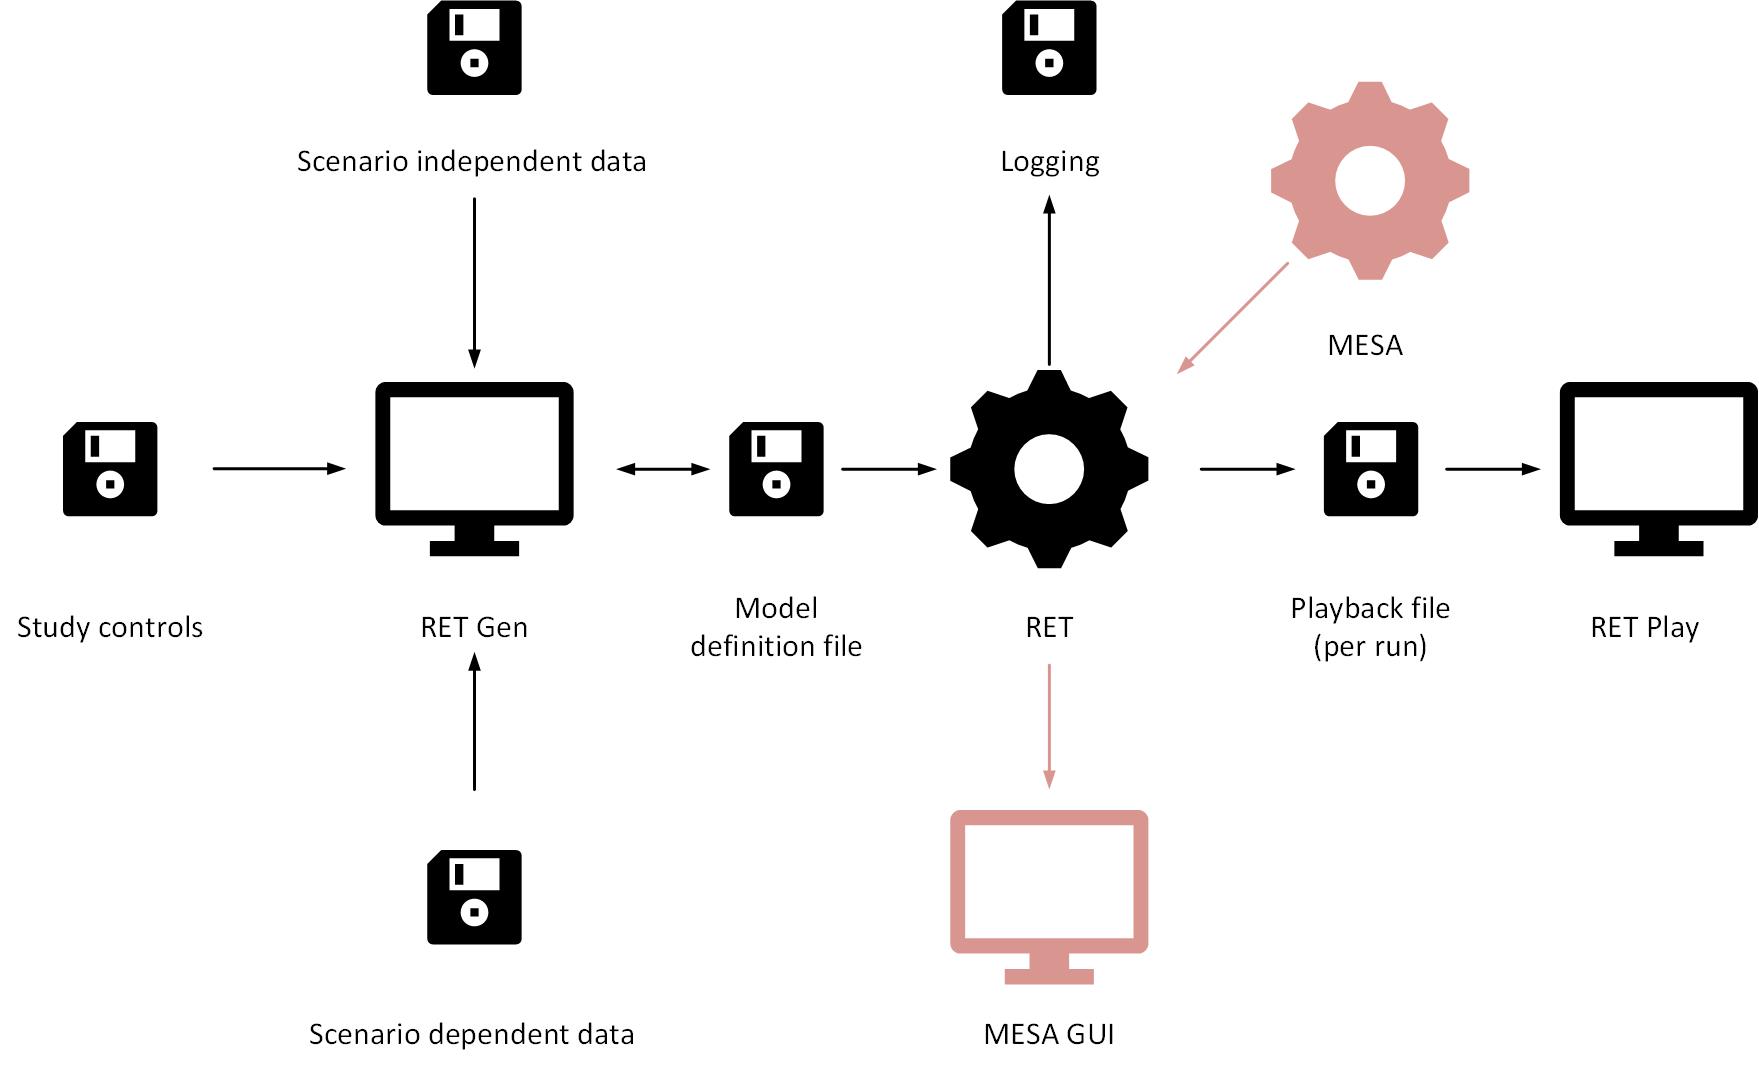 Scenario independent data
Logging
MESA
Study controls
RET Gen
Model
definition file
RET
Playback file
(per run)
RET Play
Scenario dependent data
MESA GUI